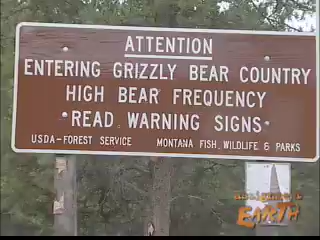 ATTENTION
ENTERING GRIZZLY BEAR COUNTRY
HIGH BEAR FREQUENCY
•READ WARNING SIGNS•
USDA-FOREST SERVICE MONTANA FISH, WILDLIFE & PARKS
assignment:
EARTH